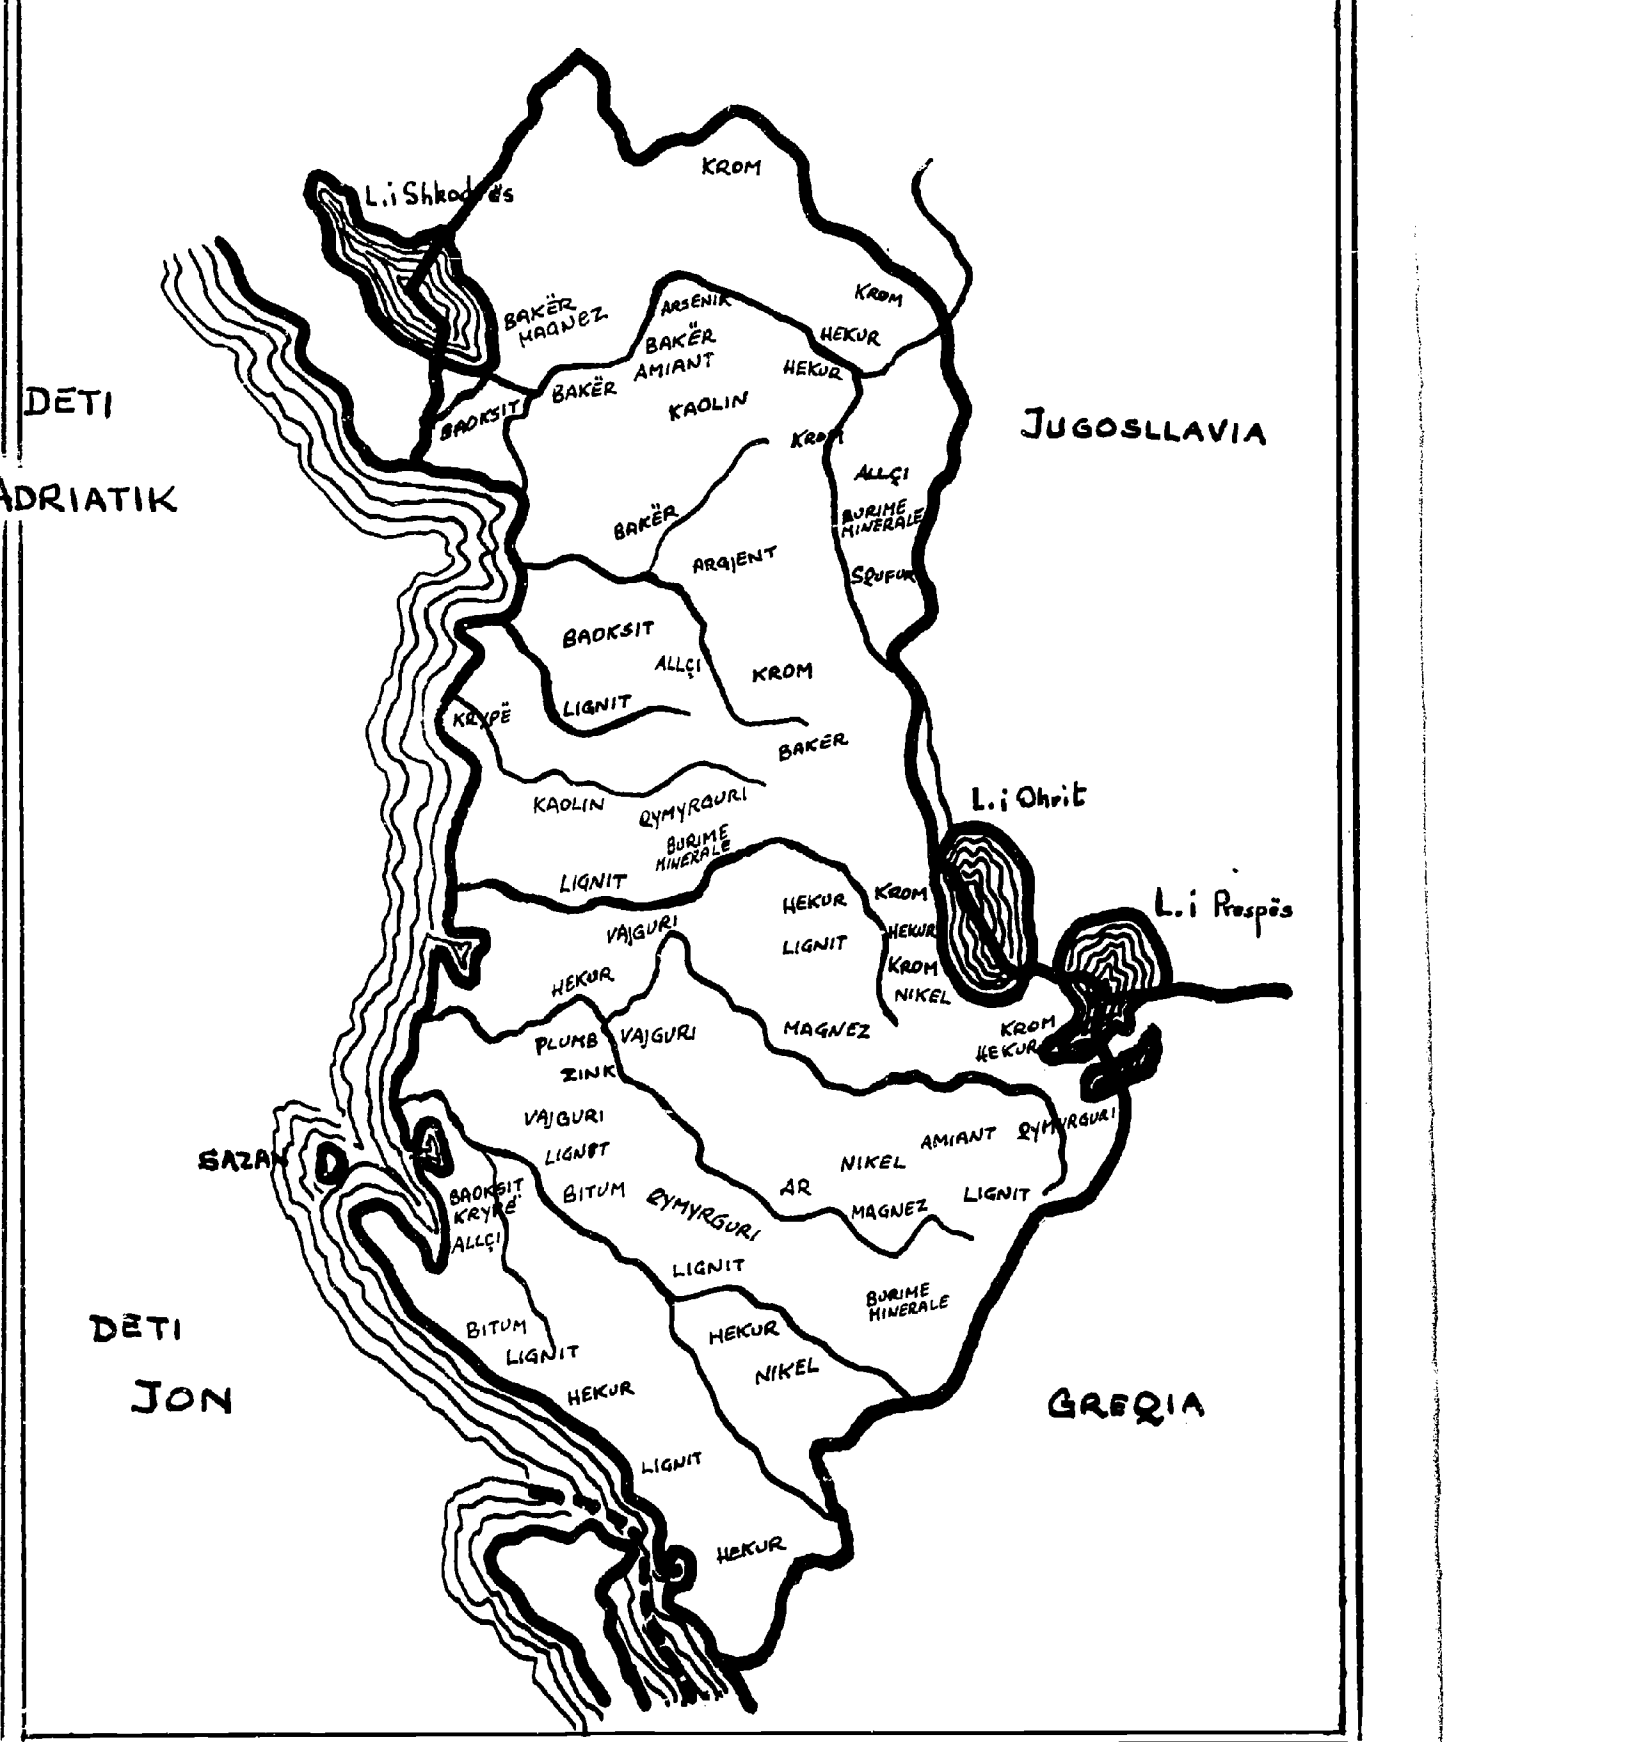 KROM
L.i Shkodrës
KROM
BAKËR
MAGNEZ
ARSENIK
HEKUR
BAKËR
AMIANT
HEKUR
BAKËR
DETI
ADRIATIK
BAOKSIT
KAOLIN
KROM
JUGOSLLAVIA
ALLÇI
BURIME
MINERALE
BAKËR
ARGJENT
SQUFUR
BAOKSIT
ALLÇI
KROM
LIGNIT
KRYPË
BAKËR
KAOLIN
QYMYRGURI
L.i Ohrit
BURIME
MINERALE
LIGNIT
HEKUR
KROM
L.i Prespës
VAJGURI
LIGNIT
HEKUR
KROM
NIKEL
HEKUR
PLUMB
ZINK
VAJGURI
MAGNEZ
KROM
HEKUR
VAJGURI
LIGNIT
AMIANT
QYMYRGURI
SAZAN
NIKEL
BAOKSIT
KRYPË
ALLÇI
BITUM
QYMYRGURI
AR
MAGNEZ
LIGNIT
LIGNIT
BURIME
MINERALE
DETI
JON
BITUM
LIGNIT
HEKUR
NIKEL
HEKUR
GREQIA
LIGNIT
HEKUR